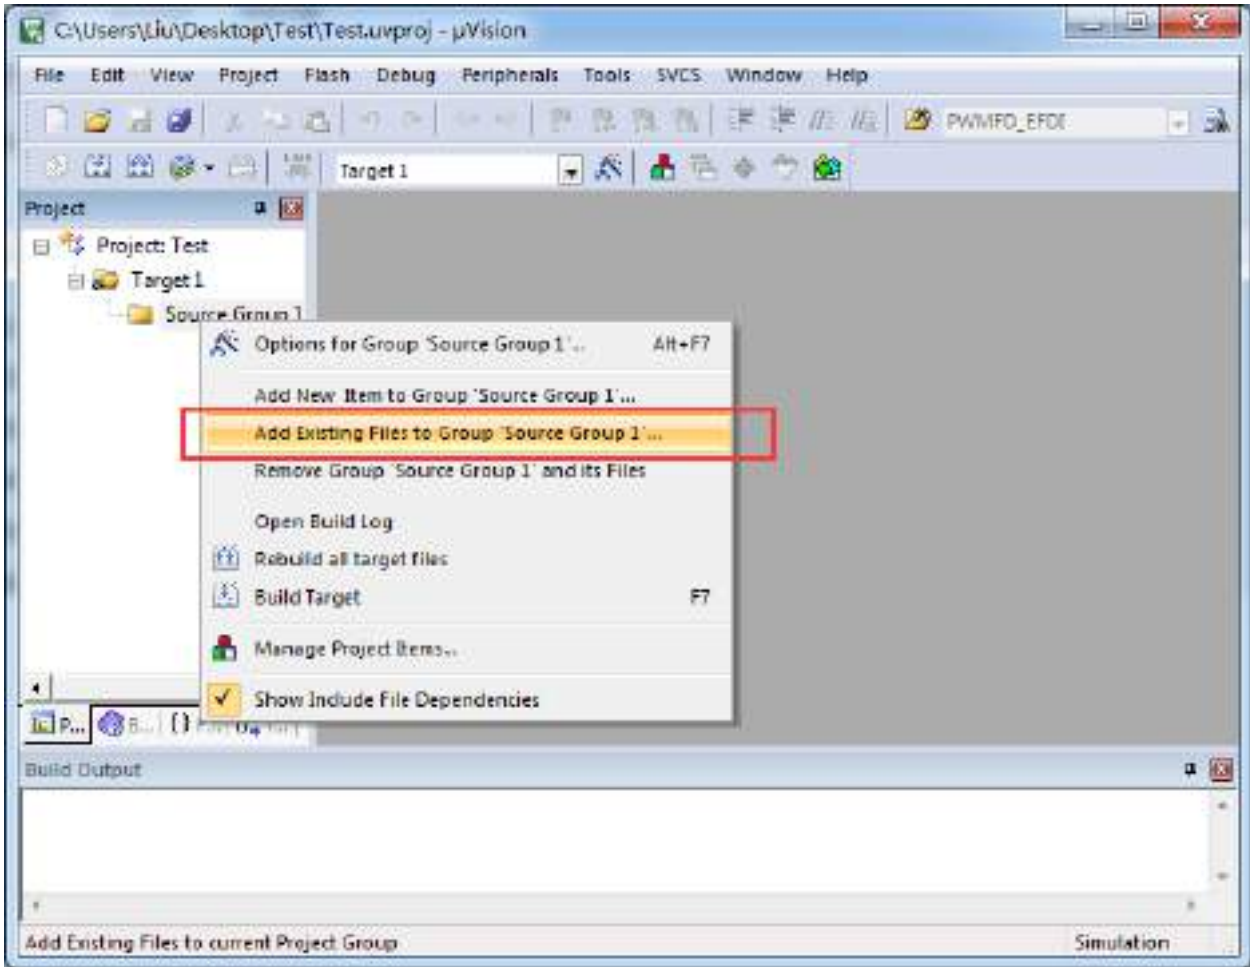 C:\Users\Liu\Desktop\Test\Test.uvproj - µVision
File Edit View Project Flash Debug Peripherals Tools SVCS Window Help
PWMFD_EFDI
Target 1
Project
Project: Test
Target 1
Source Group 1
Options for Group 'Source Group 1'... Alt+F7
Add New Item to Group 'Source Group 1'...
Add Existing Files to Group 'Source Group 1'...
Remove Group 'Source Group 1' and its Files
Open Build Log
Rebuild all target files
Build Target F7
Manage Project Items...
Show Include File Dependencies
P... B... {}
Build Output
Add Existing Files to current Project Group Simulation